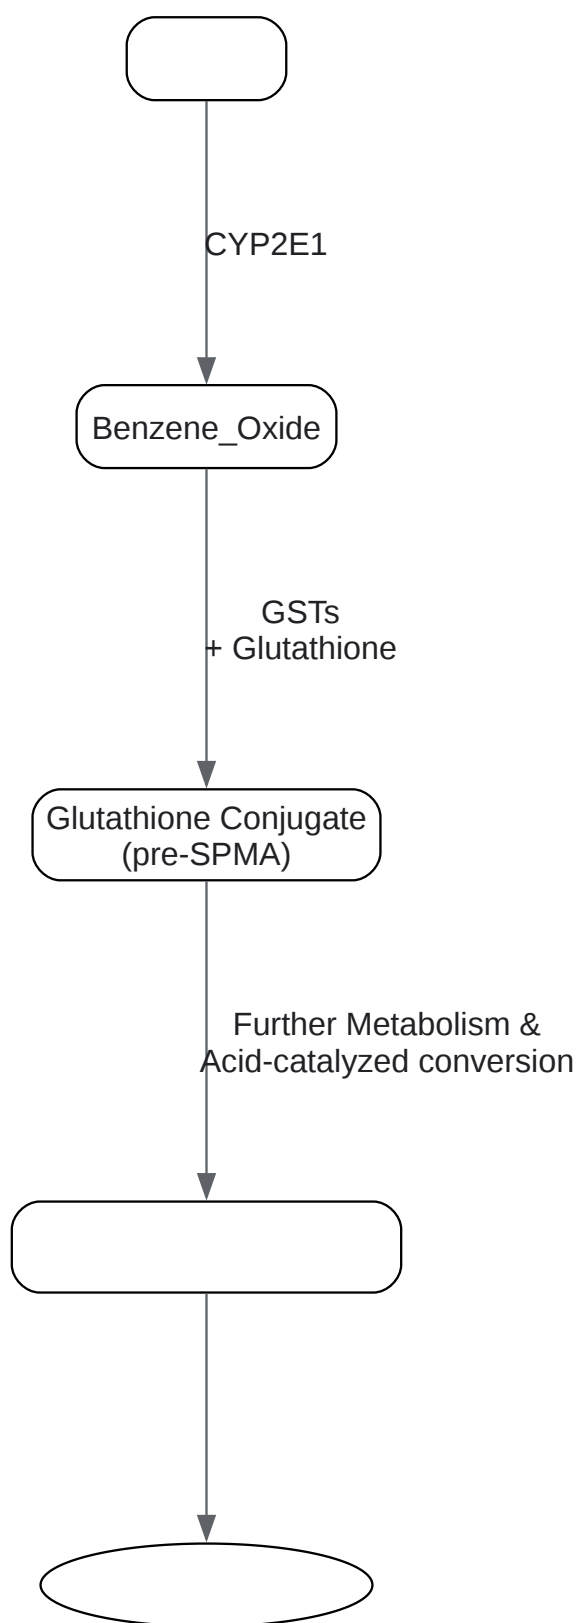 CYP2E1
Benzene_Oxide
GSTs
+ Glutathione
Glutathione Conjugate
(pre-SPMA)
Further Metabolism &
Acid-catalyzed conversion